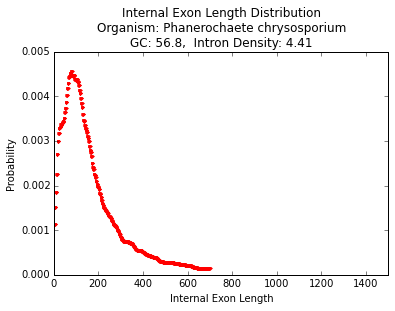 Internal Exon Length Distribution
Organism: Phanerochaete chrysosporium
GC: 56.8,  Intron Density: 4.41
0.005
0.004
0.003
0.002
0.001
0.000
Probability
0 200 400 600 800 1000 1200 1400
Internal Exon Length